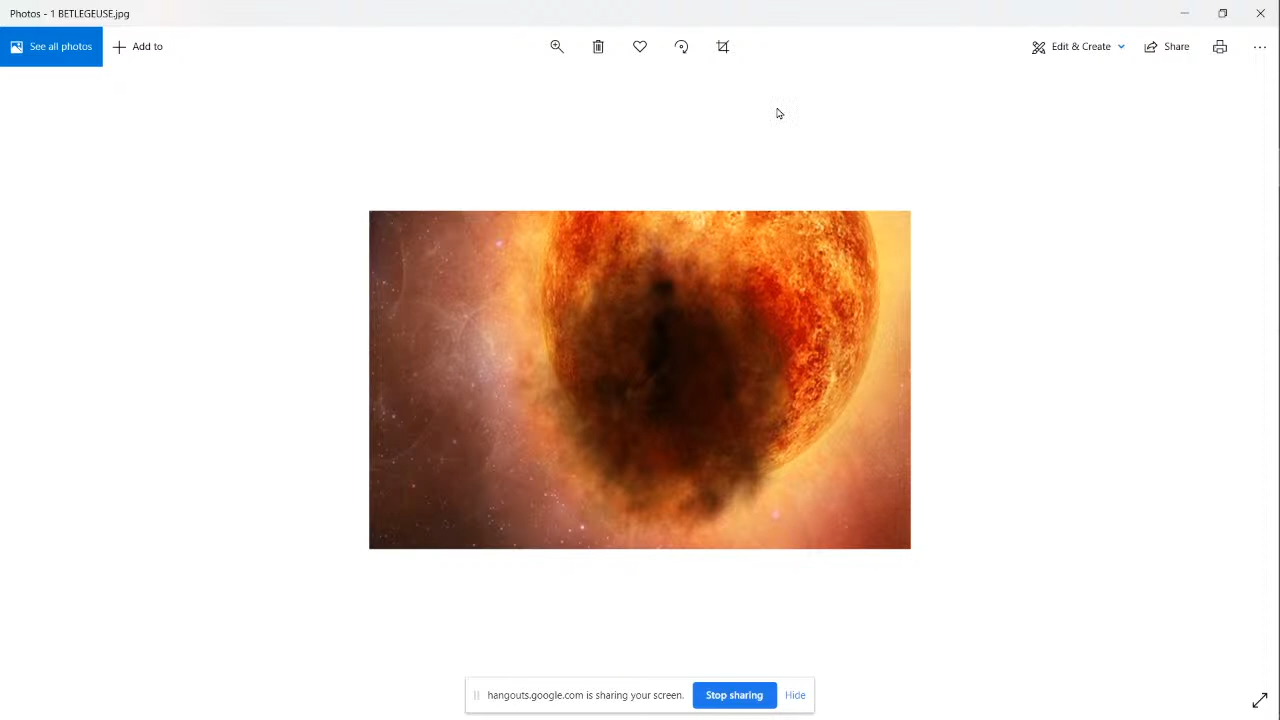 Photos - 1 BETLEGEUSE.jpg
See all photos
Add to
Edit & Create
Share
hangouts.google.com is sharing your screen.
Stop sharing
Hide